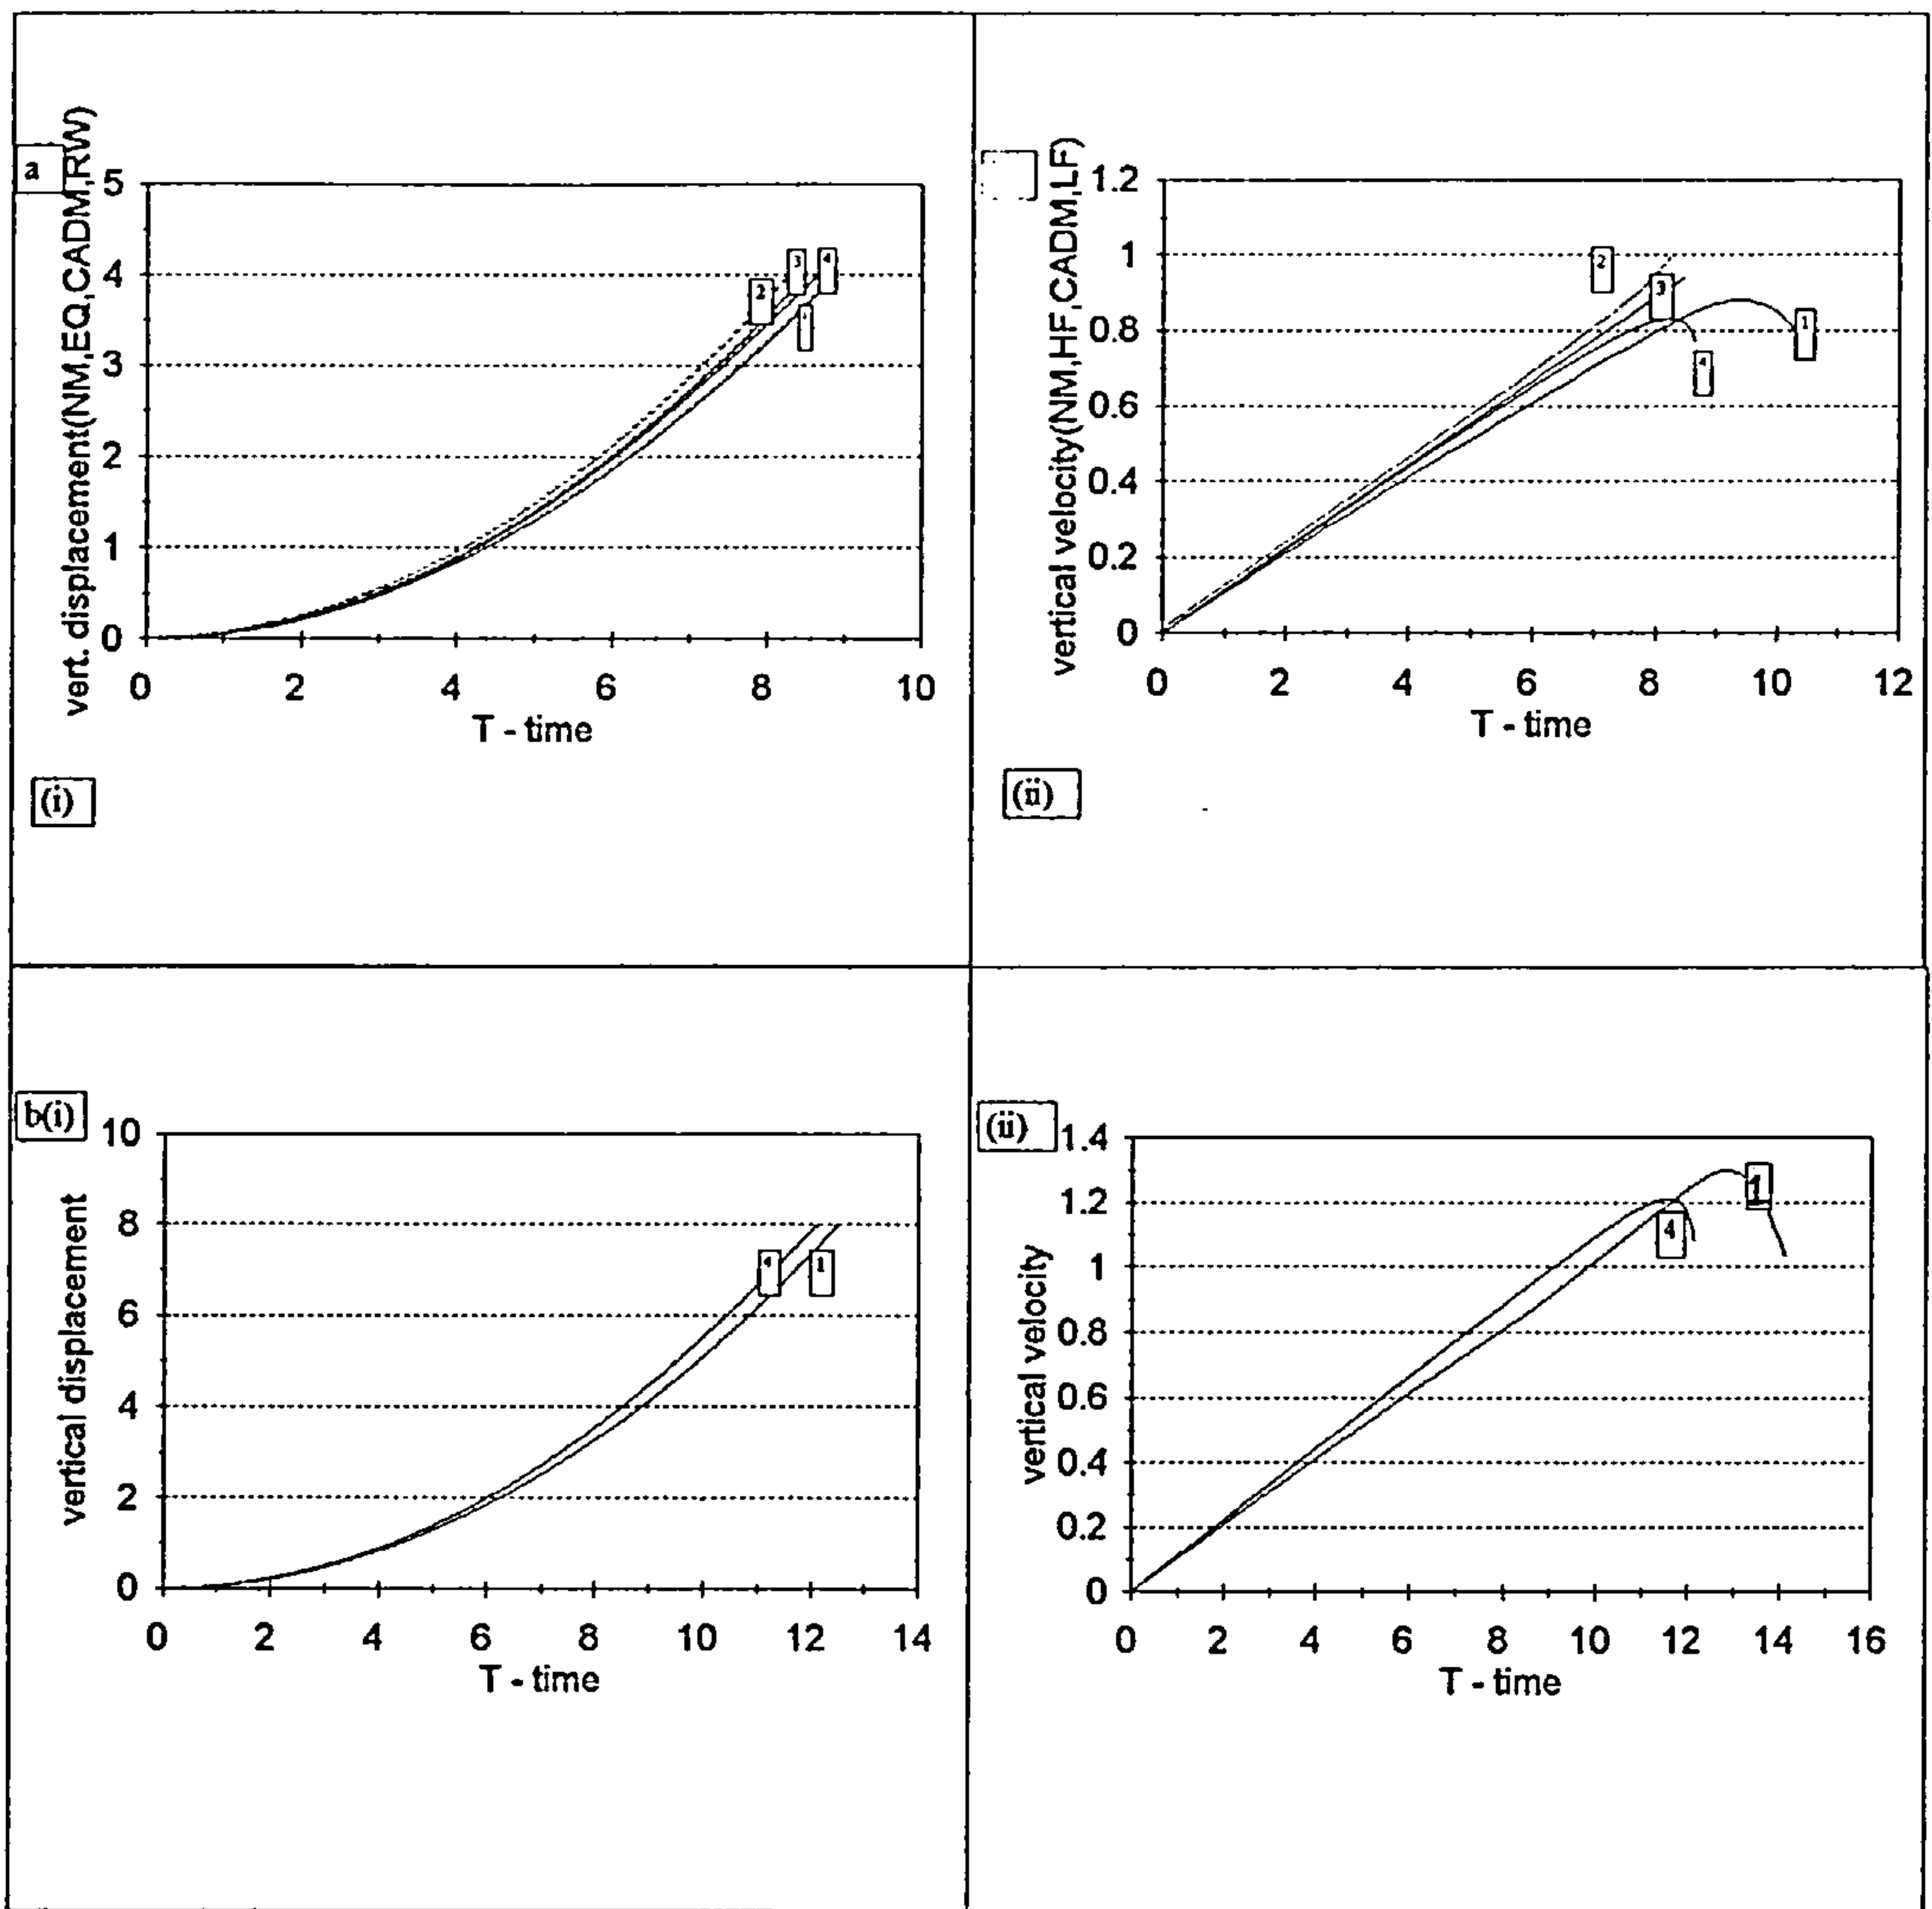 a
vert. displacement(NM,EQ,CADM,RW)
5
4
3
2
1
0
2
3
4
0 2 4 6 8 10
T - time
(i)
vertical velocity(NM,HF,CADM,LF)
1.2
1
0.8
0.6
0.4
0.2
0
2
3
1
4
0 2 4 6 8 10 12
T - time
(ii)
b(i)
vertical displacement
10
8
6
4
2
0
4 1
0 2 4 6 8 10 12 14
T - time
(ii)
vertical velocity
1.4
1.2
1
0.8
0.6
0.4
0.2
0
1
4
0 2 4 6 8 10 12 14 16
T - time